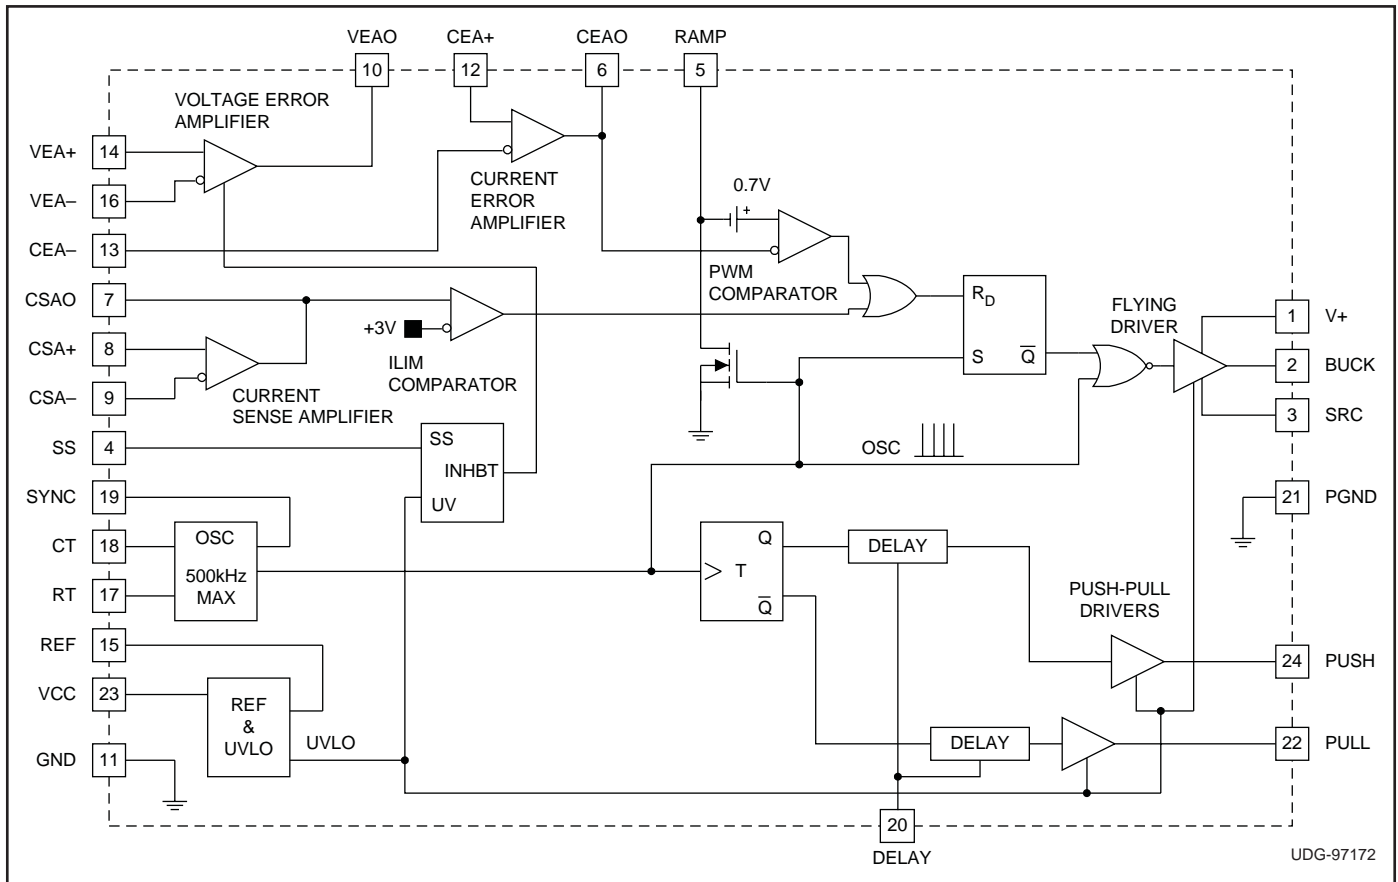 VEAO
CEA+
CEAO
RAMP
10
12
6
5
VOLTAGE ERROR
AMPLIFIER
VEA+
14
VEA–
16
CEA–
13
CURRENT
ERROR
AMPLIFIER
0.7V
+
PWM
COMPARATOR
CSAO
7
+3V
ILIM
COMPARATOR
CSA+
8
CSA–
9
CURRENT
SENSE AMPLIFIER
RD
S
Q
FLYING
DRIVER
1
V+
2
BUCK
3
SRC
SS
4
SS
INHBT
UV
OSC
SYNC
19
21
PGND
CT
18
OSC
500kHz
MAX
RT
17
Q
T
Q
DELAY
PUSH-PULL
DRIVERS
REF
15
24
PUSH
VCC
23
REF
&
UVLO
UVLO
DELAY
22
PULL
GND
11
20
DELAY
UDG-97172